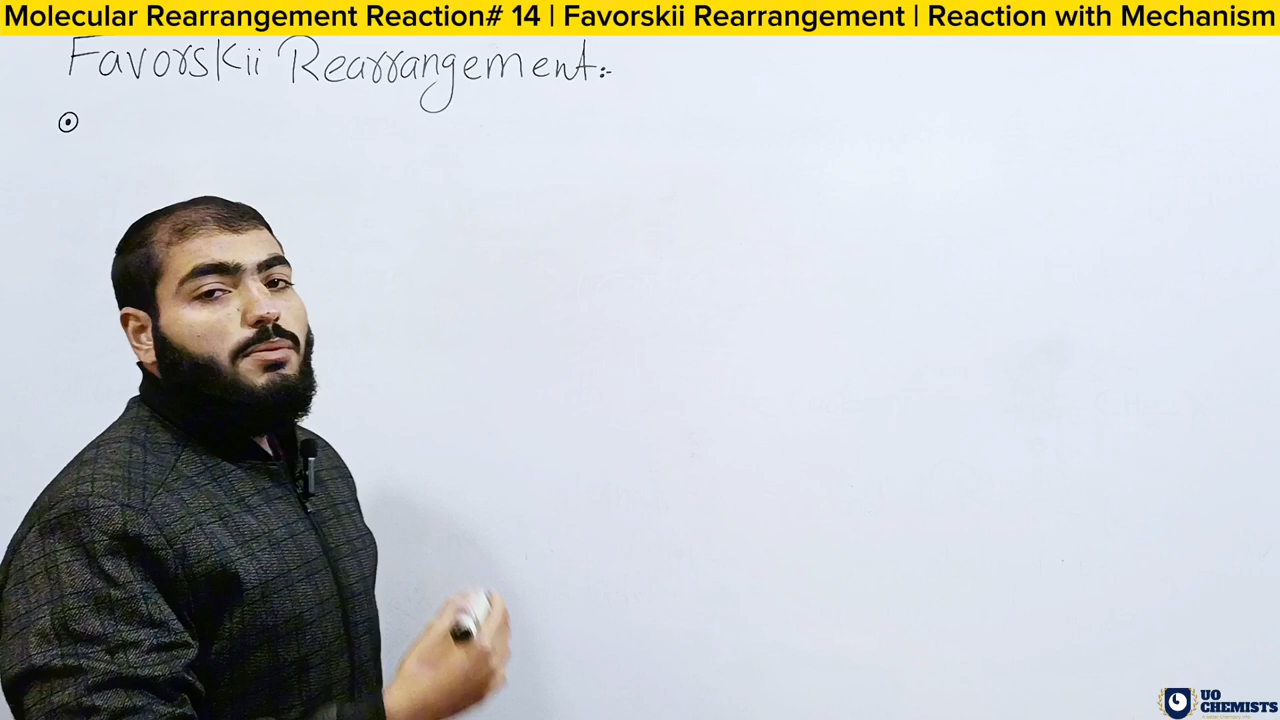 Molecular Rearrangement Reaction# 14 | Favorskii Rearrangement | Reaction with Mechanism
Favorskii Rearrangement:-
UO
CHEMISTS